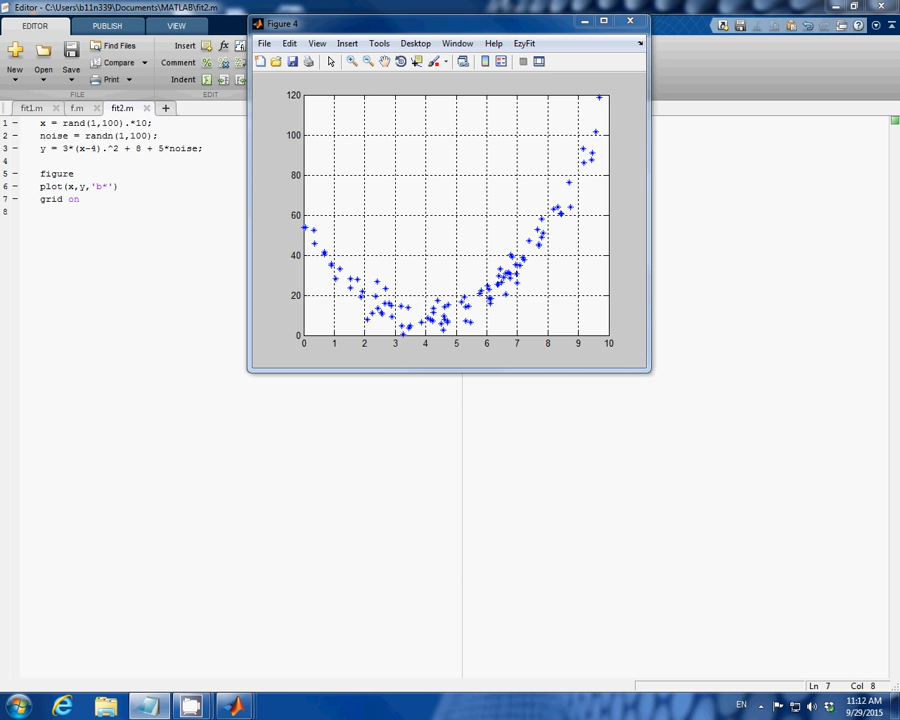 Editor - C:\Users\b11n339\Documents\MATLAB\fit2.m
EDITOR PUBLISH VIEW
New Open Save
Find Files
Compare
Print
FILE
Insert
Comment
Indent
EDIT
fit1.m f.m fit2.m
1 - x = rand(1,100).*10;
2 - noise = randn(1,100);
3 - y = 3*(x-4).^2 + 8 + 5*noise;
4
5 - figure
6 - plot(x,y,'b*')
7 - grid on
8
Figure 4
File Edit View Insert Tools Desktop Window Help EzyFit
120
100
80
60
40
20
0
0 1 2 3 4 5 6 7 8 9 10
Ln 7 Col 8
EN
11:12 AM
9/29/2015